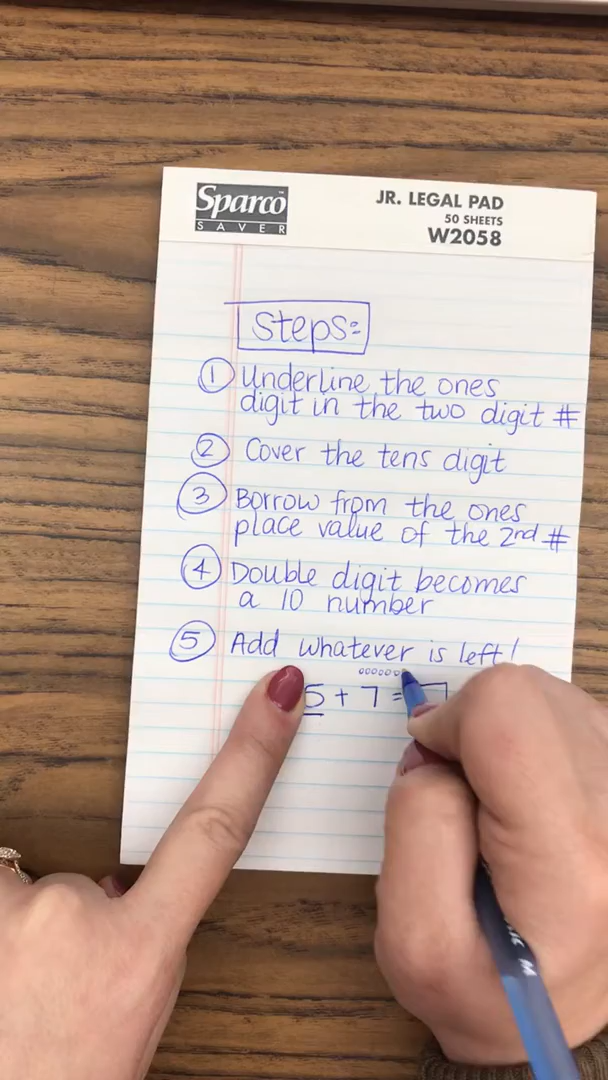 Sparco
SAVER
JR. LEGAL PAD
50 SHEETS
W2058
Steps:
1 Underline the ones
digit in the two digit #
2 Cover the tens digit
3 Borrow from the ones
place value of the 2nd #
4 Double digit becomes
a 10 number
5 Add whatever is left!
5 + 7 =